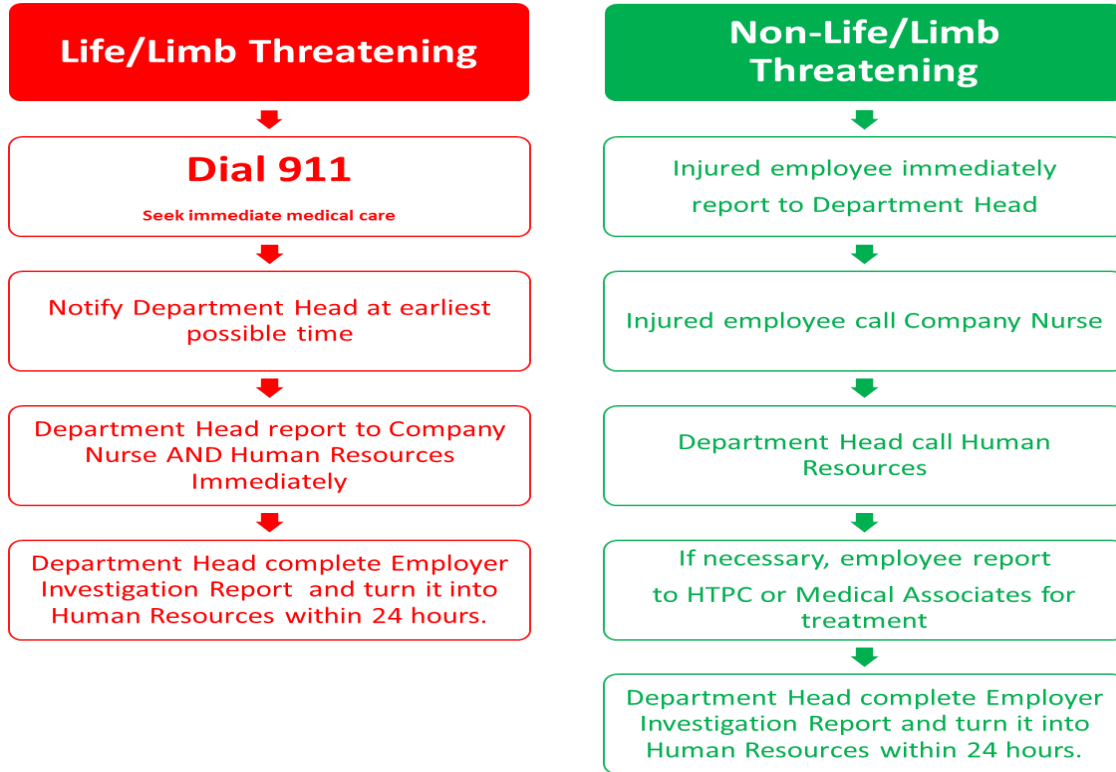 Life/Limb Threatening
Dial 911
Seek immediate medical care
Notify Department Head at earliest
possible time
Department Head report to Company
Nurse AND Human Resources
Immediately
Department Head complete Employer
Investigation Report and turn it into
Human Resources within 24 hours.
Non-Life/Limb
Threatening
Injured employee immediately
report to Department Head
Injured employee call Company Nurse
Department Head call Human
Resources
If necessary, employee report
to HTPC or Medical Associates for
treatment
Department Head complete Employer
Investigation Report and turn it into
Human Resources within 24 hours.